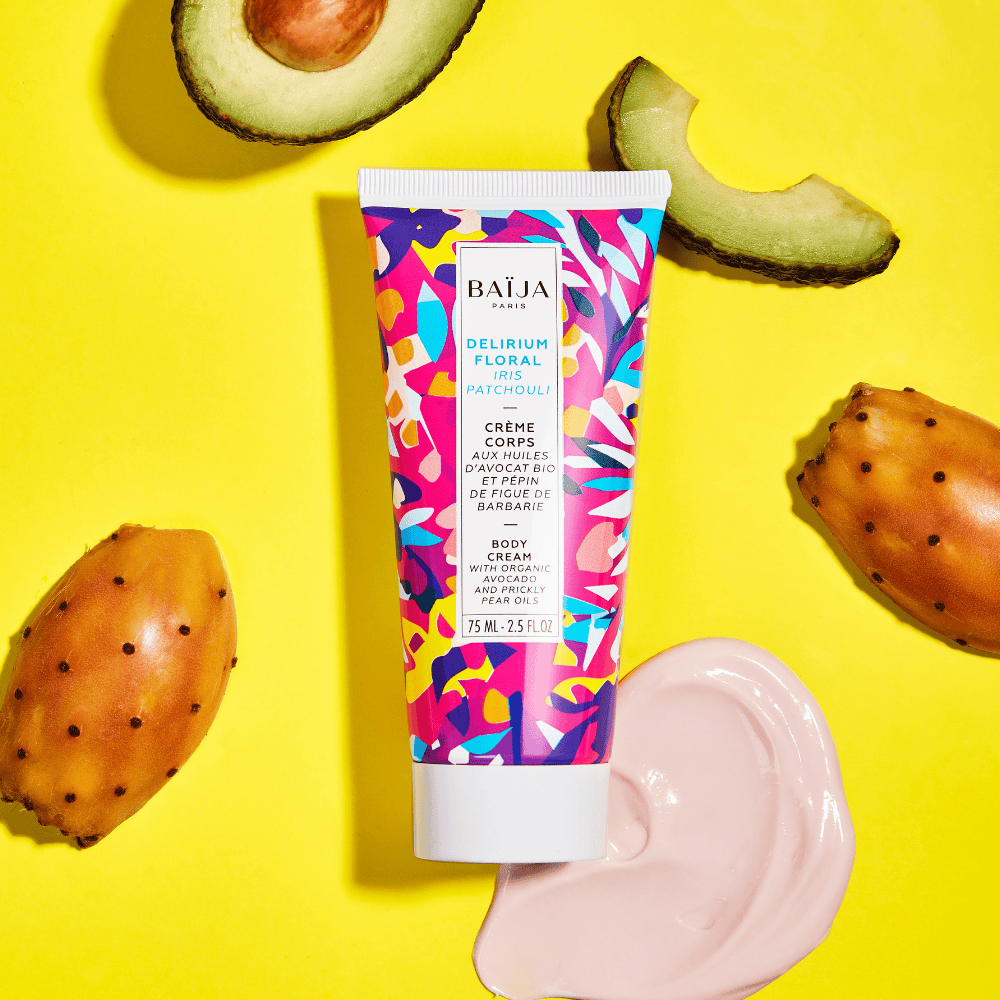 BAÏJA
PARIS
DELIRIUM
FLORAL
IRIS
PATCHOULI
—
CRÈME
CORPS
AUX HUILES
D'AVOCAT BIO
ET PÉPIN
DE FIGUE DE
BARBARIE
—
BODY
CREAM
WITH ORGANIC
AVOCADO
AND PRICKLY
PEAR OILS
75 ML - 2.5 FL.OZ